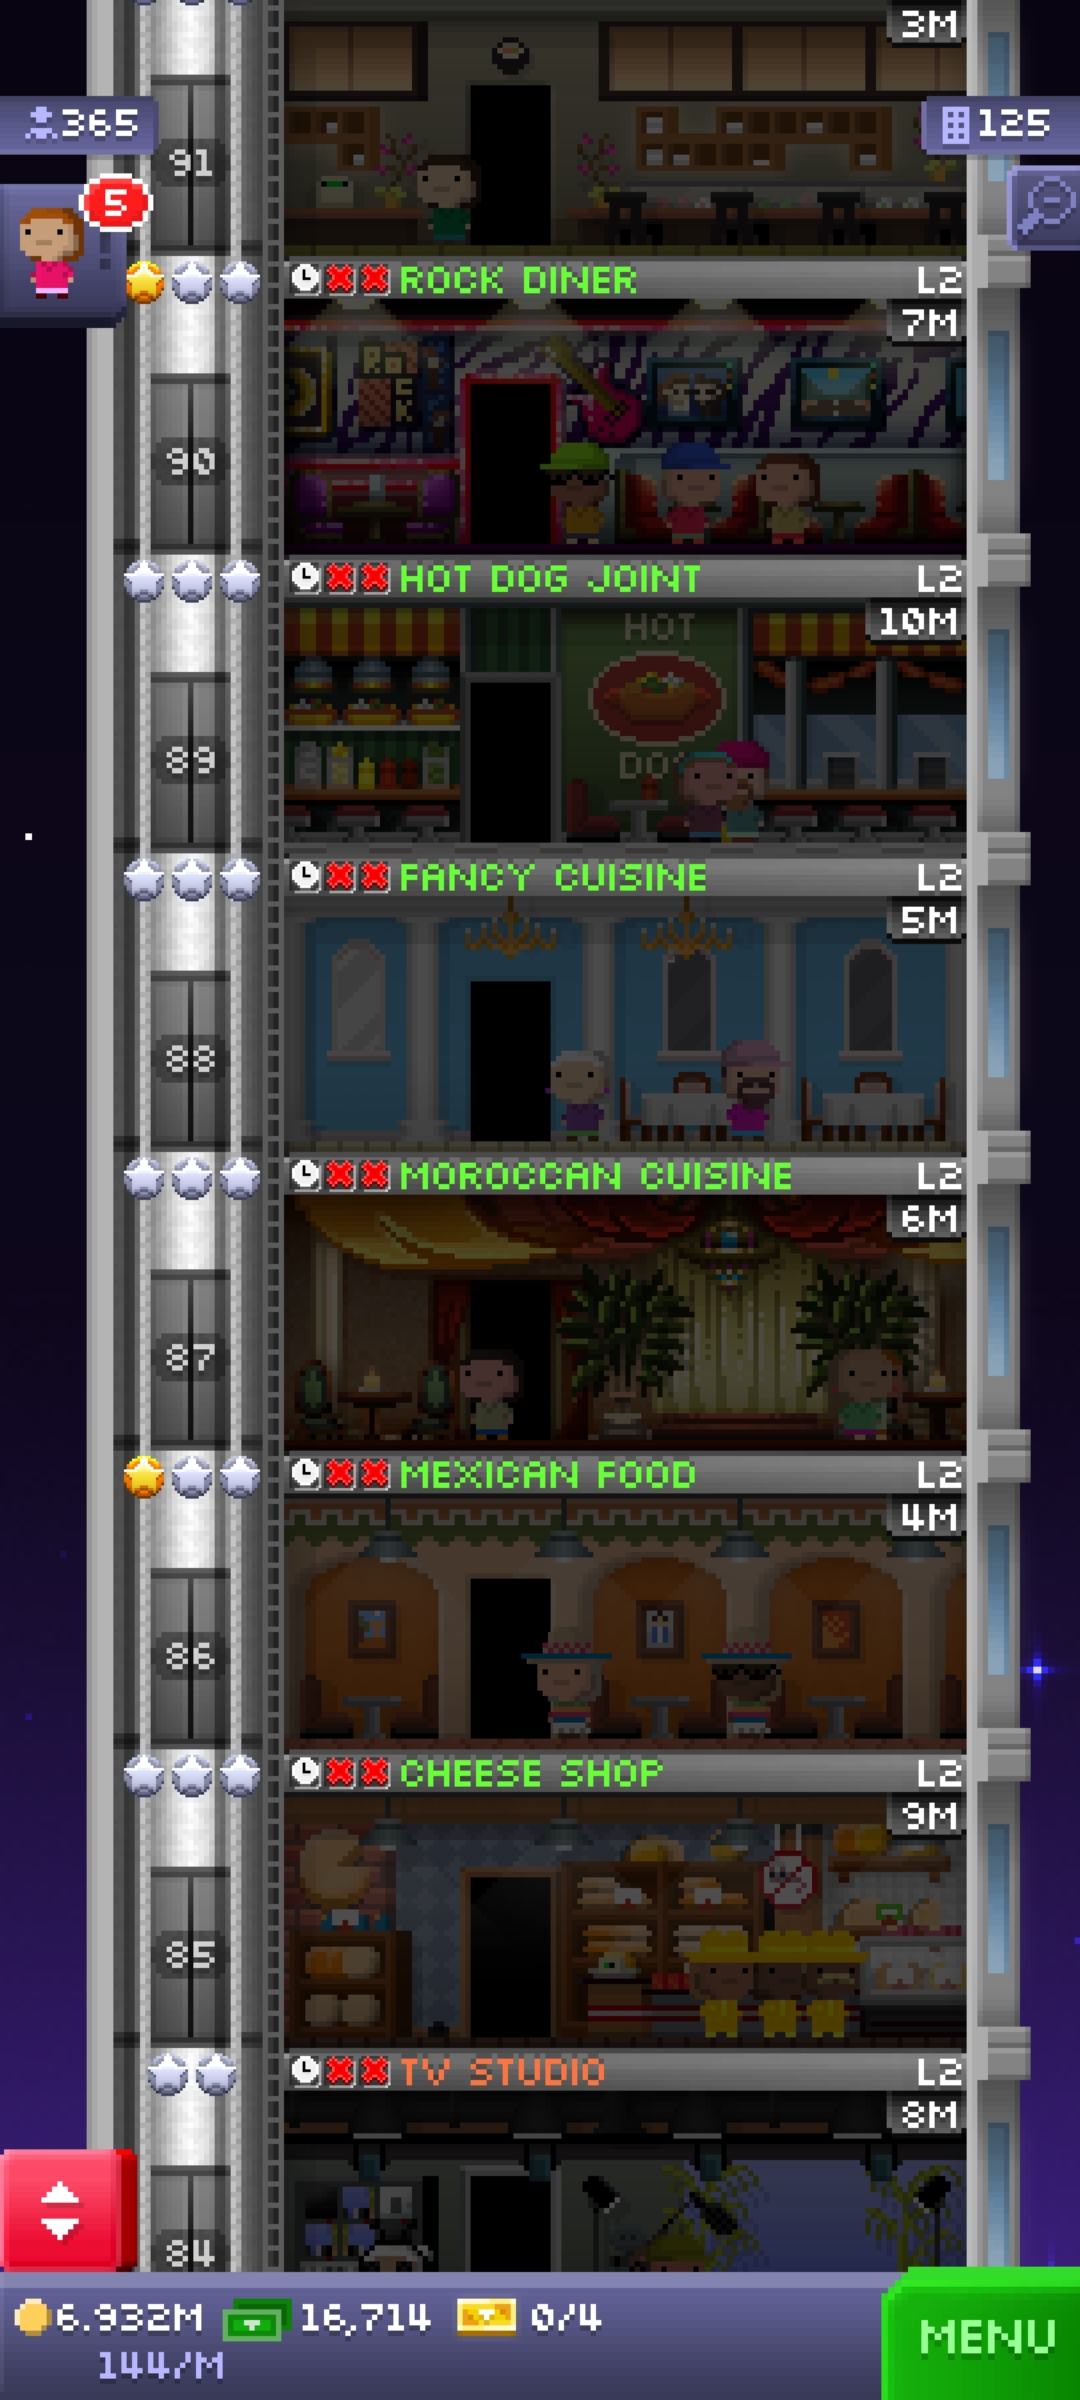 3M
365
125
91
5
ROCK DINER L2
7M
ROCK
90
HOT DOG JOINT L2
10M
HOT
DOG
89
FANCY CUISINE L2
5M
88
MOROCCAN CUISINE L2
6M
87
MEXICAN FOOD L2
4M
86
CHEESE SHOP L2
9M
85
TV STUDIO L2
8M
84
6.932M 16,714 0/4
144/M
MENU